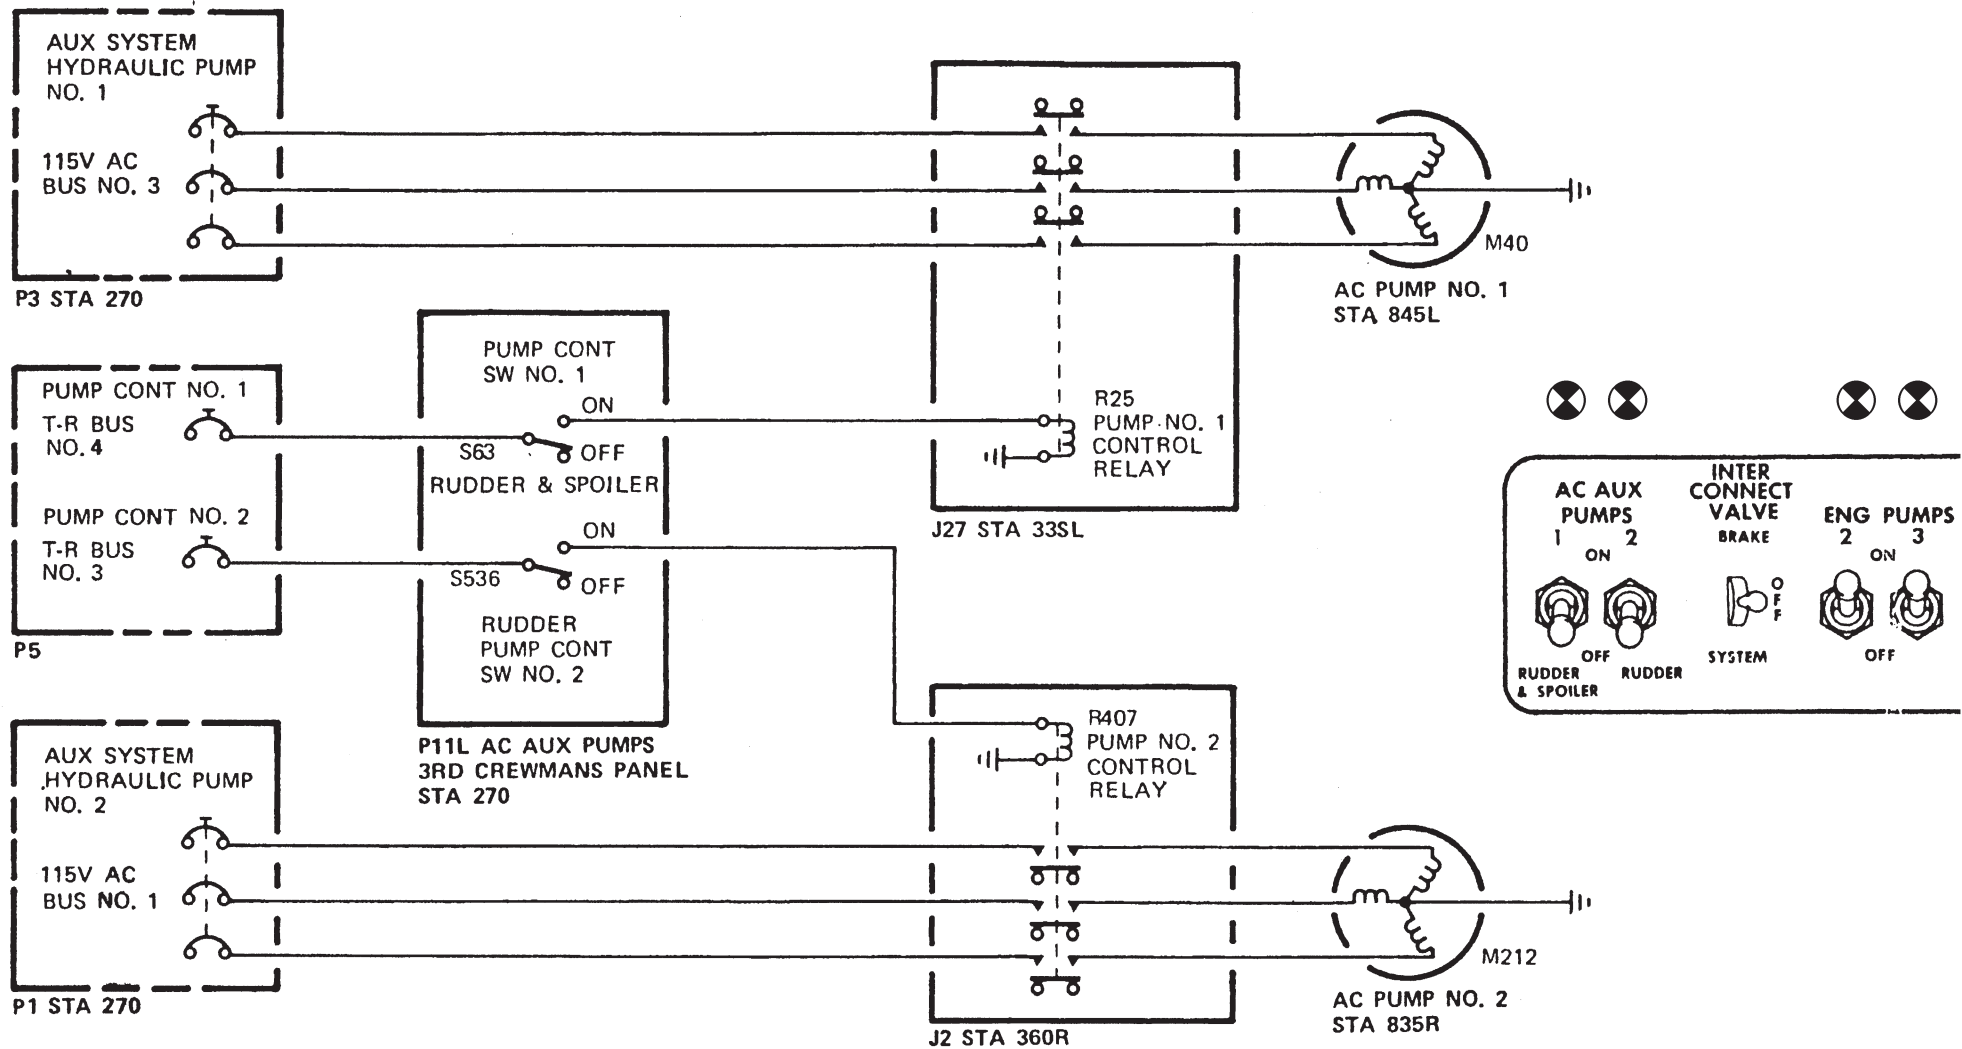 AUX SYSTEM
HYDRAULIC PUMP
NO. 1
115V AC
BUS NO. 3
P3 STA 270
M40
AC PUMP NO. 1
STA 845L
PUMP CONT NO. 1
T-R BUS
NO. 4
PUMP CONT NO. 2
T-R BUS
NO. 3
P5
PUMP CONT
SW NO. 1
ON
S63
OFF
RUDDER & SPOILER
ON
S536
OFF
RUDDER
PUMP CONT
SW NO. 2
P11L AC AUX PUMPS
3RD CREWMANS PANEL
STA 270
R25
PUMP NO. 1
CONTROL
RELAY
J27 STA 33SL
AC AUX
PUMPS
1 2
ON
OFF
RUDDER
& SPOILER
RUDDER
INTER
CONNECT
VALVE
BRAKE
OFF
SYSTEM
ENG PUMPS
2 3
ON
OFF
AUX SYSTEM
HYDRAULIC PUMP
NO. 2
115V AC
BUS NO. 1
P1 STA 270
R407
PUMP NO. 2
CONTROL
RELAY
J2 STA 360R
M212
AC PUMP NO. 2
STA 835R